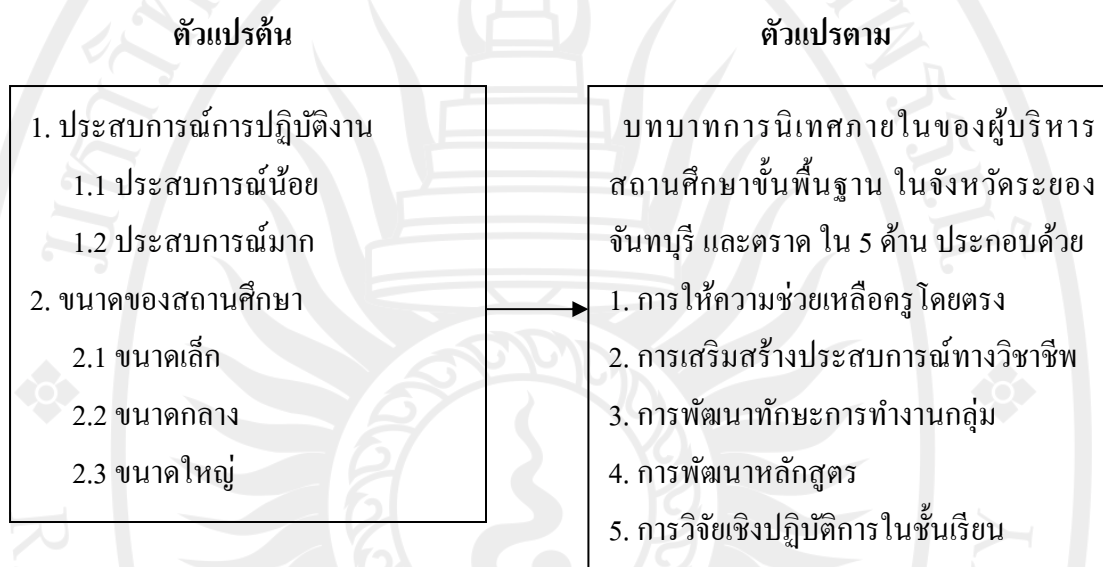 ตัวแปรต้น
1. ประสบการณ์การปฏิบัติงาน
1.1 ประสบการณ์น้อย
1.2 ประสบการณ์มาก
2. ขนาดของสถานศึกษา
2.1 ขนาดเล็ก
2.2 ขนาดกลาง
2.3 ขนาดใหญ่
ตัวแปรตาม
บทบาทการนิเทศภายในของผู้บริหาร
สถานศึกษาขั้นพื้นฐาน ในจังหวัดระยอง
จันทบุรี และตราด ใน 5 ด้าน ประกอบด้วย
1. การให้ความช่วยเหลือครูโดยตรง
2. การเสริมสร้างประสบการณ์ทางวิชาชีพ
3. การพัฒนาทักษะการทำงานกลุ่ม
4. การพัฒนาหลักสูตร
5. การวิจัยเชิงปฏิบัติการในชั้นเรียน